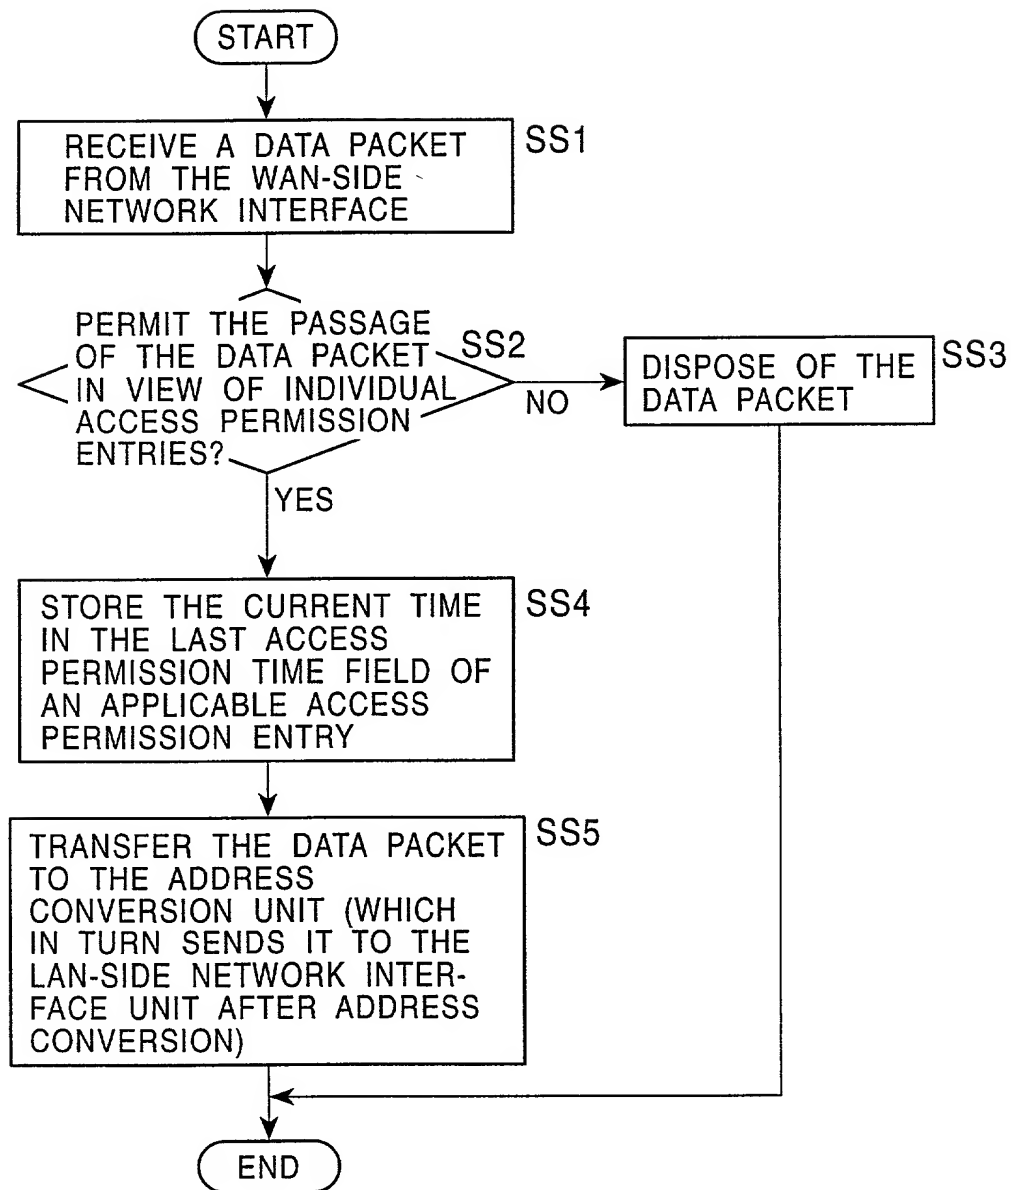 START
RECEIVE A DATA PACKET
FROM THE WAN-SIDE
NETWORK INTERFACE
SS1
PERMIT THE PASSAGE
OF THE DATA PACKET
IN VIEW OF INDIVIDUAL
ACCESS PERMISSION
ENTRIES?
SS2
NO
DISPOSE OF THE
DATA PACKET
SS3
YES
STORE THE CURRENT TIME
IN THE LAST ACCESS
PERMISSION TIME FIELD OF
AN APPLICABLE ACCESS
PERMISSION ENTRY
SS4
TRANSFER THE DATA PACKET
TO THE ADDRESS
CONVERSION UNIT (WHICH
IN TURN SENDS IT TO THE
LAN-SIDE NETWORK INTER-
FACE UNIT AFTER ADDRESS
CONVERSION)
SS5
END